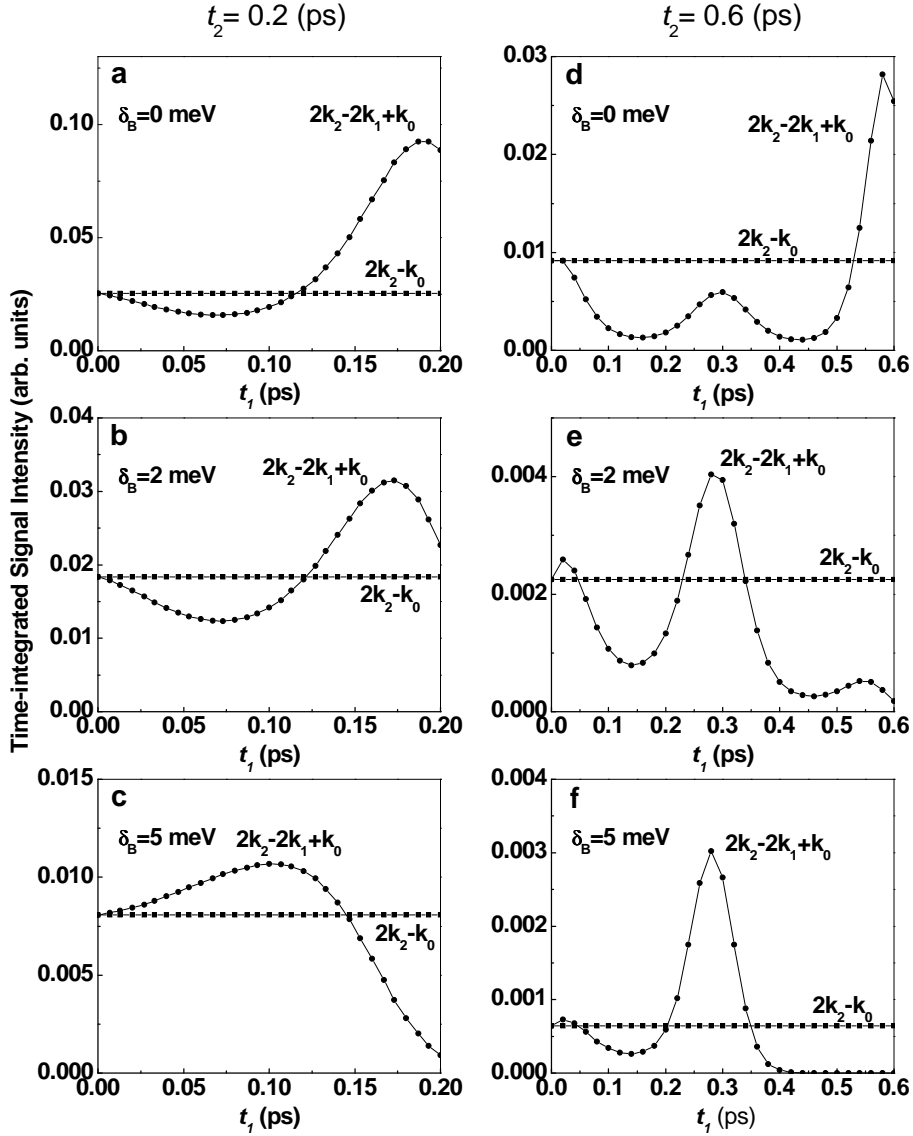 t₂= 0.2 (ps)
t₂= 0.6 (ps)
Time-integrated Signal Intensity (arb. units)
a
δ_B=0 meV
2k₂-2k₁+k₀
2k₂-k₀
0.10
0.05
0.00
0.00 0.05 0.10 0.15 0.20
t₁ (ps)
b
δ_B=2 meV
2k₂-2k₁+k₀
2k₂-k₀
0.04
0.03
0.02
0.01
0.00
0.00 0.05 0.10 0.15 0.20
t₁ (ps)
c
δ_B=5 meV
2k₂-2k₁+k₀
2k₂-k₀
0.015
0.010
0.005
0.000
0.00 0.05 0.10 0.15 0.20
t₁ (ps)
d
δ_B=0 meV
2k₂-2k₁+k₀
2k₂-k₀
0.03
0.02
0.01
0.00
0.0 0.1 0.2 0.3 0.4 0.5 0.6
t₁ (ps)
e
δ_B=2 meV
2k₂-2k₁+k₀
2k₂-k₀
0.004
0.002
0.000
0.0 0.1 0.2 0.3 0.4 0.5 0.6
t₁ (ps)
f
δ_B=5 meV
2k₂-2k₁+k₀
2k₂-k₀
0.004
0.003
0.002
0.001
0.000
0.0 0.1 0.2 0.3 0.4 0.5 0.6
t₁ (ps)